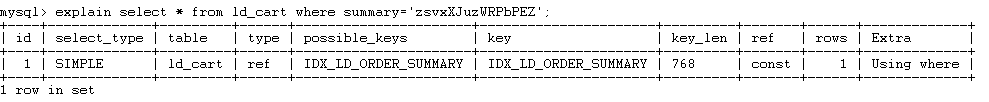 mysql> explain select * from ld_cart where summary='zsvxXJuzWRPbPEZ';
+----+-------------+---------+------+----------------------+----------------------+---------+-------+------+-------------+
| id | select_type | table   | type | possible_keys        | key                  | key_len | ref   | rows | Extra       |
+----+-------------+---------+------+----------------------+----------------------+---------+-------+------+-------------+
|  1 | SIMPLE      | ld_cart | ref  | IDX_LD_ORDER_SUMMARY | IDX_LD_ORDER_SUMMARY | 768     | const |    1 | Using where |
+----+-------------+---------+------+----------------------+----------------------+---------+-------+------+-------------+
1 row in set